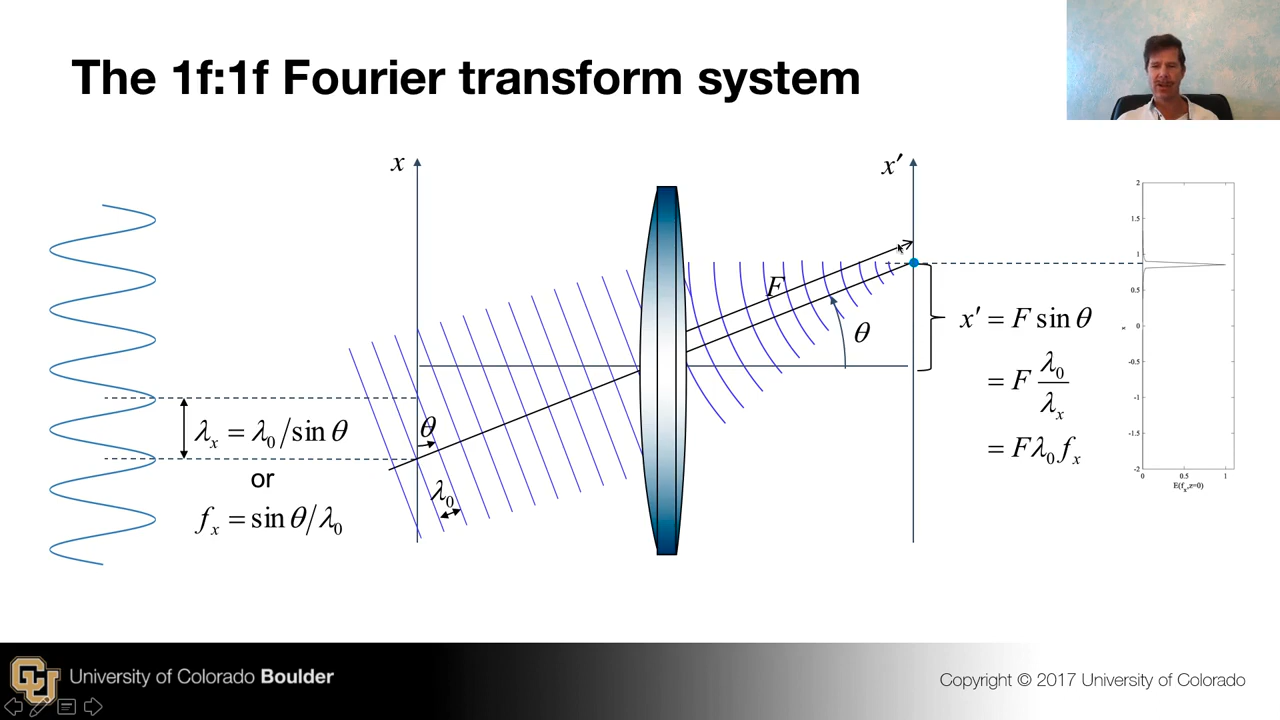 The 1f:1f Fourier transform system
x
x′
F
θ
θ
λ₀
λₓ = λ₀/sin θ
or
fₓ = sin θ/λ₀
x′ = F sin θ
= F λ₀/λₓ
= Fλ₀fₓ
2
1.5
1
0.5
0
-0.5
-1
-1.5
-2
x
0 0.5 1
E(fₓ,z=0)
CU
University of Colorado Boulder
Copyright © 2017 University of Colorado